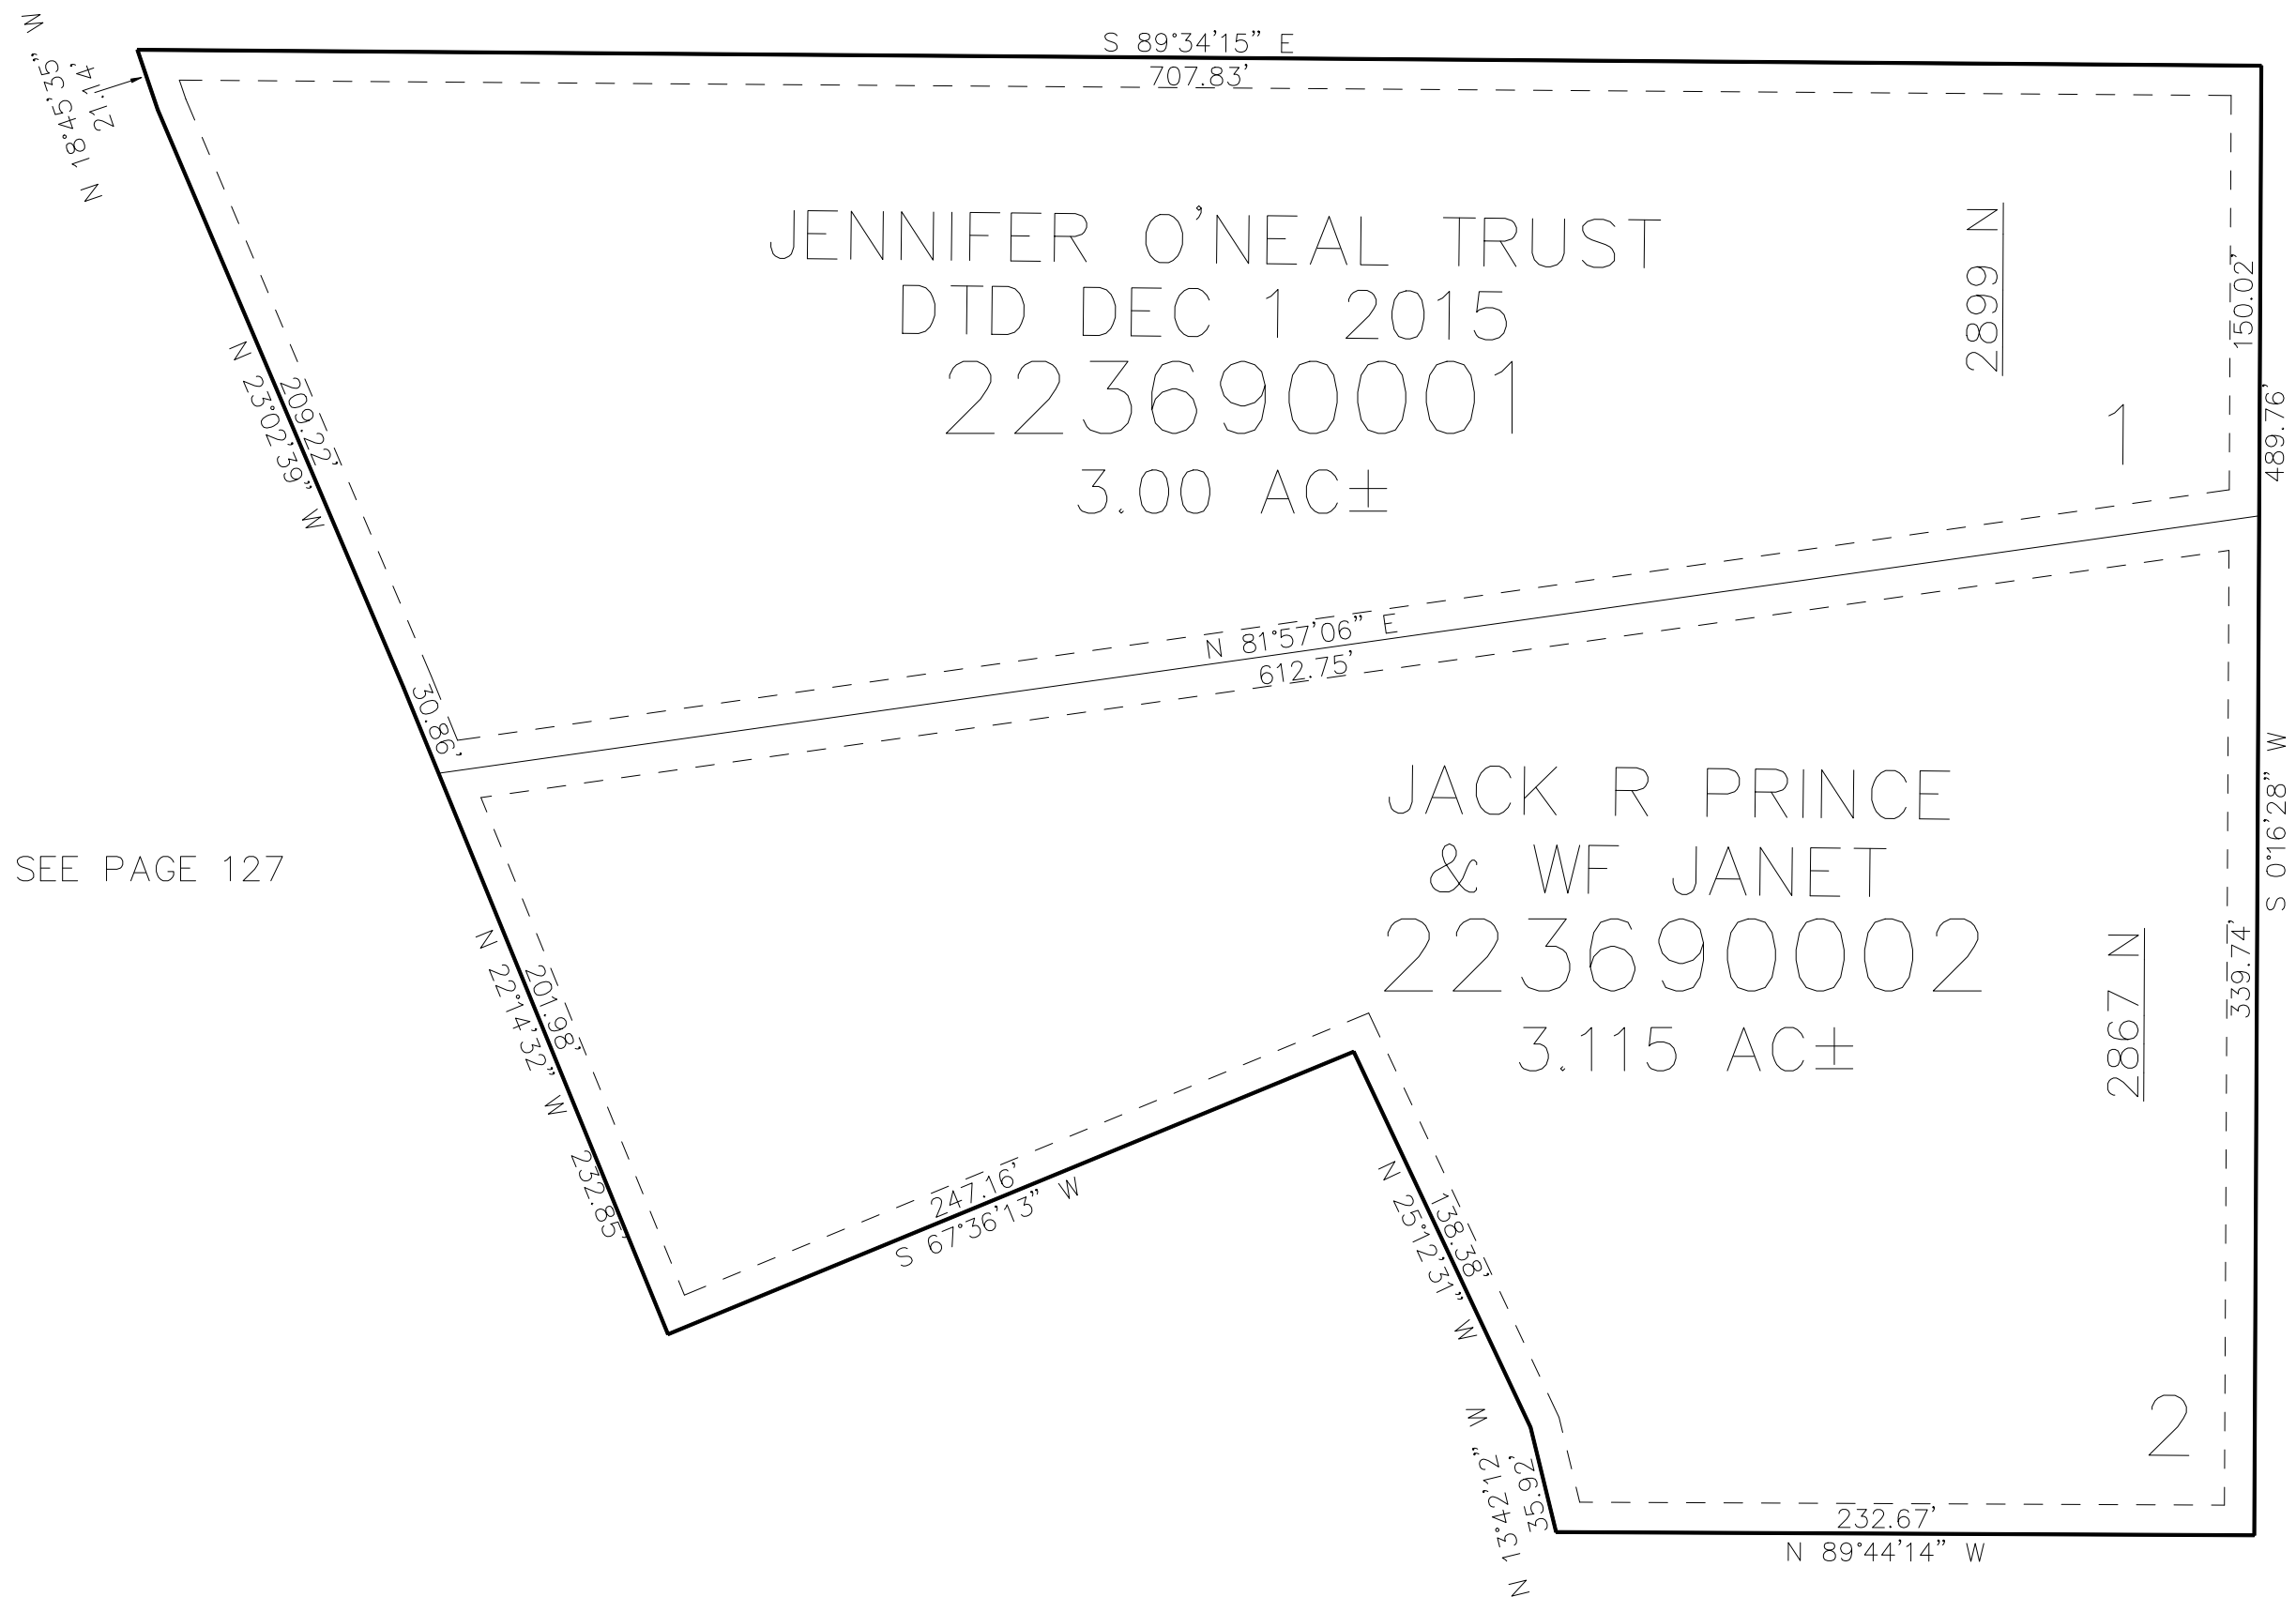 S 89°34'15" E
707.83'
N 18°45'35" W
21.14'
JENNIFER O'NEAL TRUST
DTD DEC 1 2015
223690001
3.00 AC±
2899 N
150.02'
1
489.76'
209.22'
N 23°02'39" W
N 81°57'06" E
612.75'
30.86'
JACK R PRINCE
& WF JANET
223690002
3.115 AC±
2867 N
S 0°16'28" W
339.74'
SEE PAGE 127
201.98'
N 22°14'32" W
232.85'
247.16'
S 67°36'13" W
138.38'
N 25°12'31" W
N 13°42'12" W
35.92'
2
232.67'
N 89°44'14" W